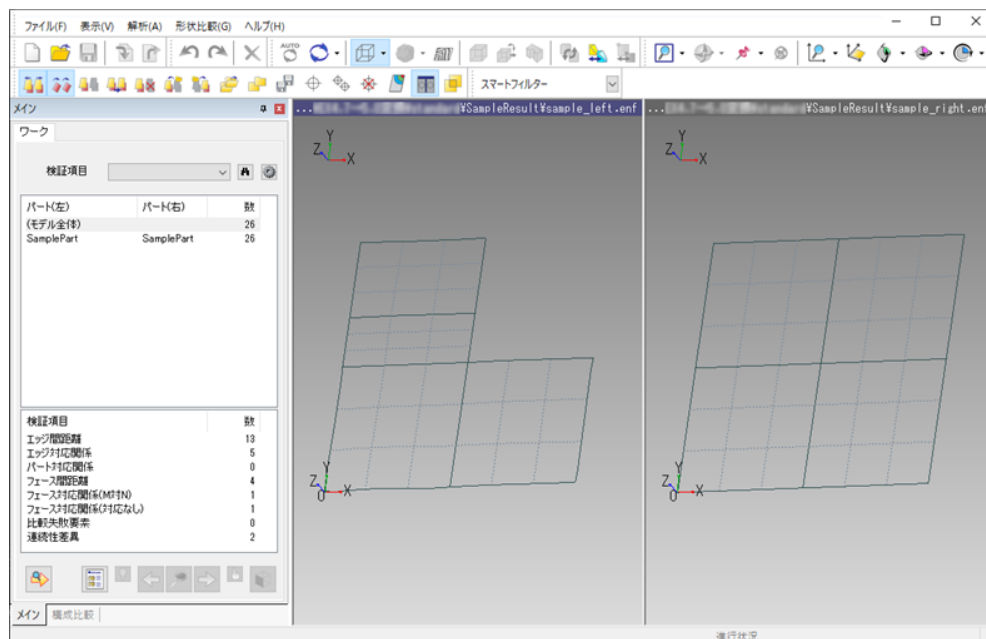 ファイル(F) 表示(V) 解析(A) 形状比較(G) ヘルプ(H)
AUTO
スマートフィルター
メイン
ワーク
検証項目
パート(左) パート(右) 数
(モデル全体) 26
SamplePart SamplePart 26
検証項目 数
エッジ間距離 13
エッジ対応関係 5
パート対応関係 0
フェース間距離 4
フェース対応関係(M対N) 1
フェース対応関係(対応なし) 1
比較失敗要素 0
連続性差異 2
メイン 構成比較
...¥SampleResult¥sample_left.enf
Y
Z X
Y
Z
O X
...¥SampleResult¥sample_right.enf
Y
Z X
Y
Z
O X
進行状況